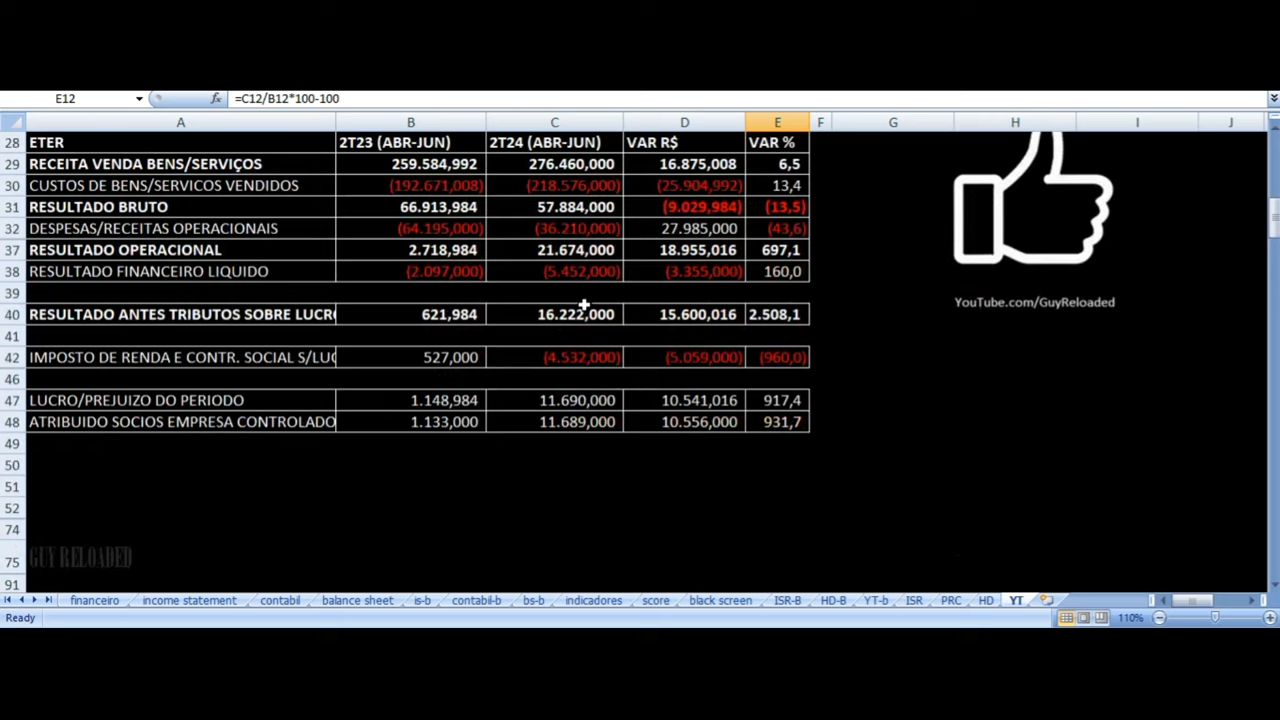 E12 fx =C12/B12*100-100
A B C D E F G H I J
28 ETER 2T23 (ABR-JUN) 2T24 (ABR-JUN) VAR R$ VAR %
29 RECEITA VENDA BENS/SERVIÇOS 259.584,992 276.460,000 16.875,008 6,5
30 CUSTOS DE BENS/SERVICOS VENDIDOS (192.671,008) (218.576,000) (25.904,992) 13,4
31 RESULTADO BRUTO 66.913,984 57.884,000 (9.029,984) (13,5)
32 DESPESAS/RECEITAS OPERACIONAIS (64.195,000) (36.210,000) 27.985,000 (43,6)
37 RESULTADO OPERACIONAL 2.718,984 21.674,000 18.955,016 697,1
38 RESULTADO FINANCEIRO LIQUIDO (2.097,000) (5.452,000) (3.355,000) 160,0
39
YouTube.com/GuyReloaded
40 RESULTADO ANTES TRIBUTOS SOBRE LUCRO 621,984 16.222,000 15.600,016 2.508,1
41
42 IMPOSTO DE RENDA E CONTR. SOCIAL S/LUC 527,000 (4.532,000) (5.059,000) (960,0)
46
47 LUCRO/PREJUIZO DO PERIODO 1.148,984 11.690,000 10.541,016 917,4
48 ATRIBUIDO SOCIOS EMPRESA CONTROLADO 1.133,000 11.689,000 10.556,000 931,7
49
50
51
52
74
75 GUY RELOADED
91
financeiro income statement contabil balance sheet is-b contabil-b bs-b indicadores score black screen ISR-B HD-B YT-b ISR PRC HD YT
Ready 110%